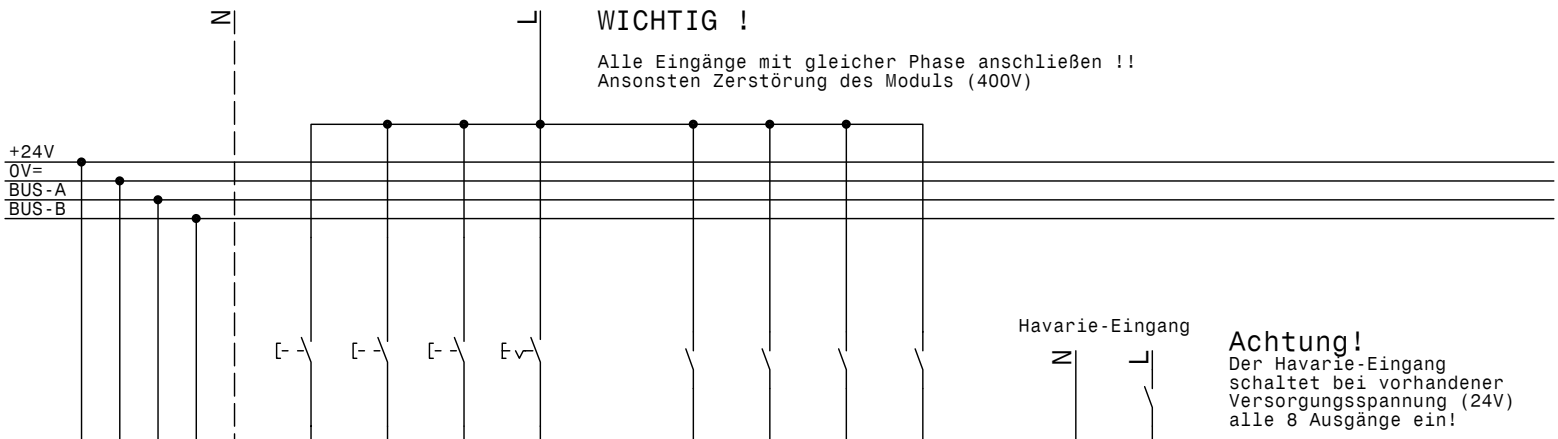 N
L
WICHTIG !
Alle Eingänge mit gleicher Phase anschließen !!
Ansonsten Zerstörung des Moduls (400V)
+24V
0V=
BUS-A
BUS-B
Havarie-Eingang
N
L
Achtung!
Der Havarie-Eingang
schaltet bei vorhandener
Versorgungsspannung (24V)
alle 8 Ausgänge ein!